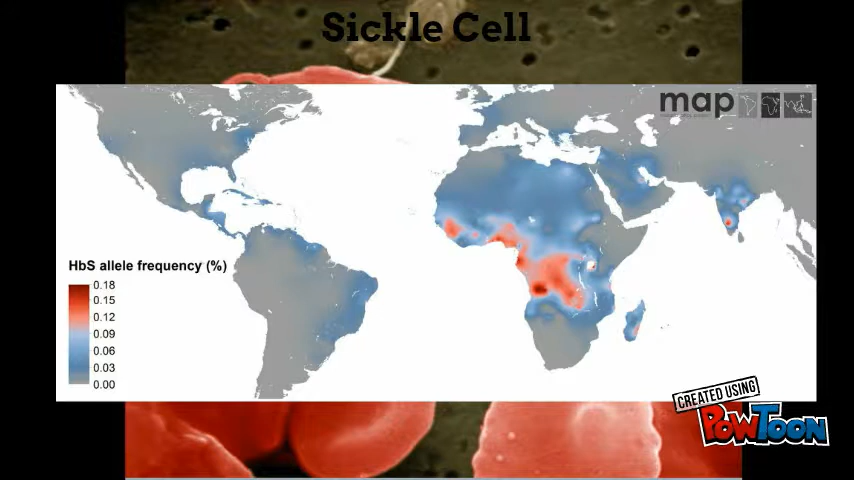 Sickle Cell
map
HbS allele frequency (%)
0.18
0.15
0.12
0.09
0.06
0.03
0.00
CREATED USING
POWTOON